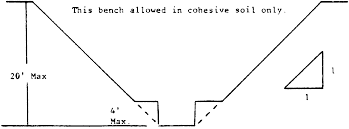 This bench allowed in cohesive soil only.
20' Max
1
4'
Max.
1